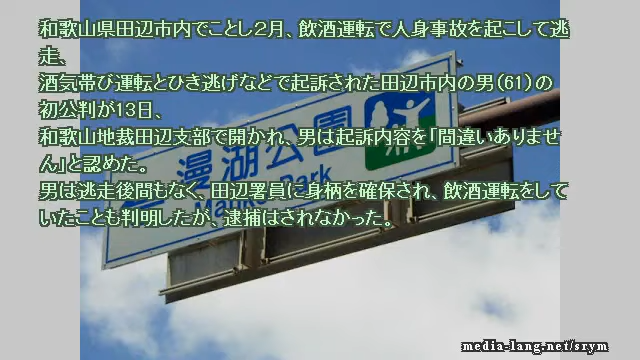 和歌山県田辺市内でことし2月、飲酒運転で人身事故を起こして逃
走、
酒気帯び運転とひき逃げなどで起訴された田辺市内の男（61）の
初公判が13日、
和歌山地裁田辺支部で開かれ、男は起訴内容を「間違いありませ
ん」と認めた。
男は逃走後間もなく、田辺署員に身柄を確保され、飲酒運転をして
いたことも判明したが、逮捕はされなかった。
漫湖公園
Manko Park
media-lang.net/srym